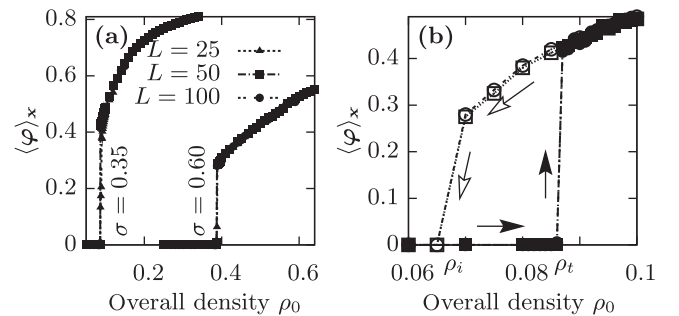 (a)
L = 25
L = 50
L = 100
0.8
0.6
0.4
0.2
0
⟨φ⟩x
σ = 0.35
σ = 0.60
0.2 0.4 0.6
Overall density ρ0
(b)
0.4
0.3
0.2
0.1
0
⟨φ⟩x
0.06 ρi 0.08 ρt 0.1
Overall density ρ0